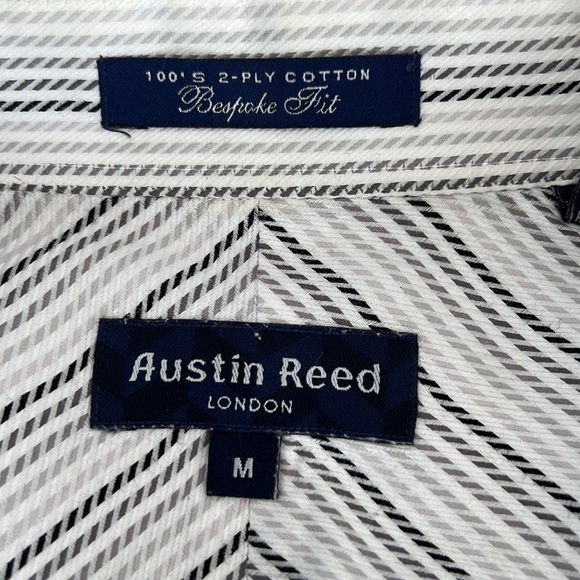 100'S 2-PLY COTTON
Bespoke Fit
Austin Reed
LONDON
M